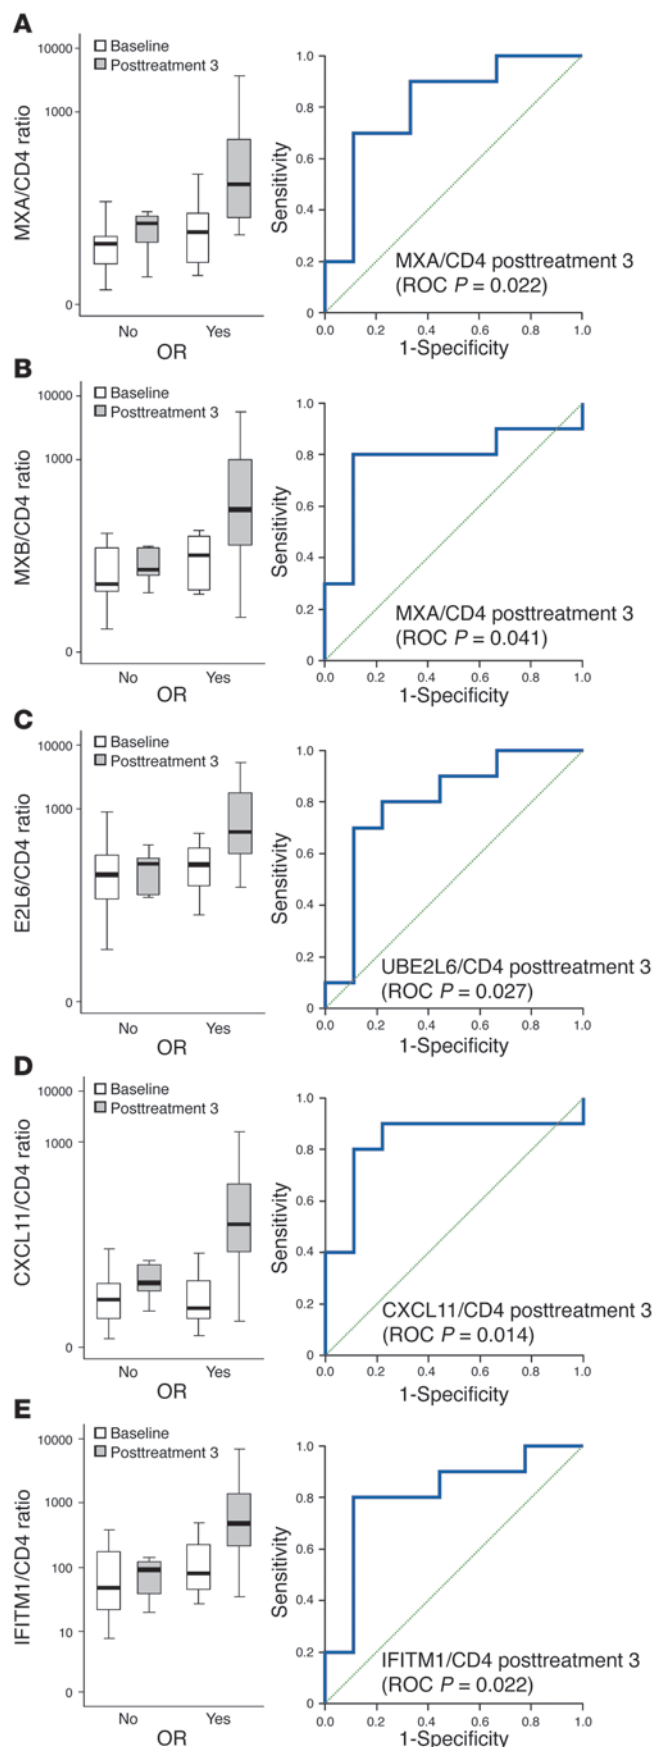 A
10000
1000
0
MXA/CD4 ratio
Baseline
Posttreatment 3
No
Yes
OR
1.0
0.8
0.6
0.4
0.2
0
Sensitivity
MXA/CD4 posttreatment 3
(ROC P = 0.022)
0.0 0.2 0.4 0.6 0.8 1.0
1-Specificity
B
10000
1000
0
MXB/CD4 ratio
Baseline
Posttreatment 3
No
Yes
OR
1.0
0.8
0.6
0.4
0.2
0
Sensitivity
MXA/CD4 posttreatment 3
(ROC P = 0.041)
0.0 0.2 0.4 0.6 0.8 1.0
1-Specificity
C
10000
1000
0
E2L6/CD4 ratio
Baseline
Posttreatment 3
No
Yes
OR
1.0
0.8
0.6
0.4
0.2
0
Sensitivity
UBE2L6/CD4 posttreatment 3
(ROC P = 0.027)
0.0 0.2 0.4 0.6 0.8 1.0
1-Specificity
D
10000
1000
0
CXCL11/CD4 ratio
Baseline
Posttreatment 3
No
Yes
OR
1.0
0.8
0.6
0.4
0.2
0
Sensitivity
CXCL11/CD4 posttreatment 3
(ROC P = 0.014)
0.0 0.2 0.4 0.6 0.8 1.0
1-Specificity
E
10000
1000
100
10
0
IFITM1/CD4 ratio
Baseline
Posttreatment 3
No
Yes
OR
1.0
0.8
0.6
0.4
0.2
0
Sensitivity
IFITM1/CD4 posttreatment 3
(ROC P = 0.022)
0.0 0.2 0.4 0.6 0.8 1.0
1-Specificity